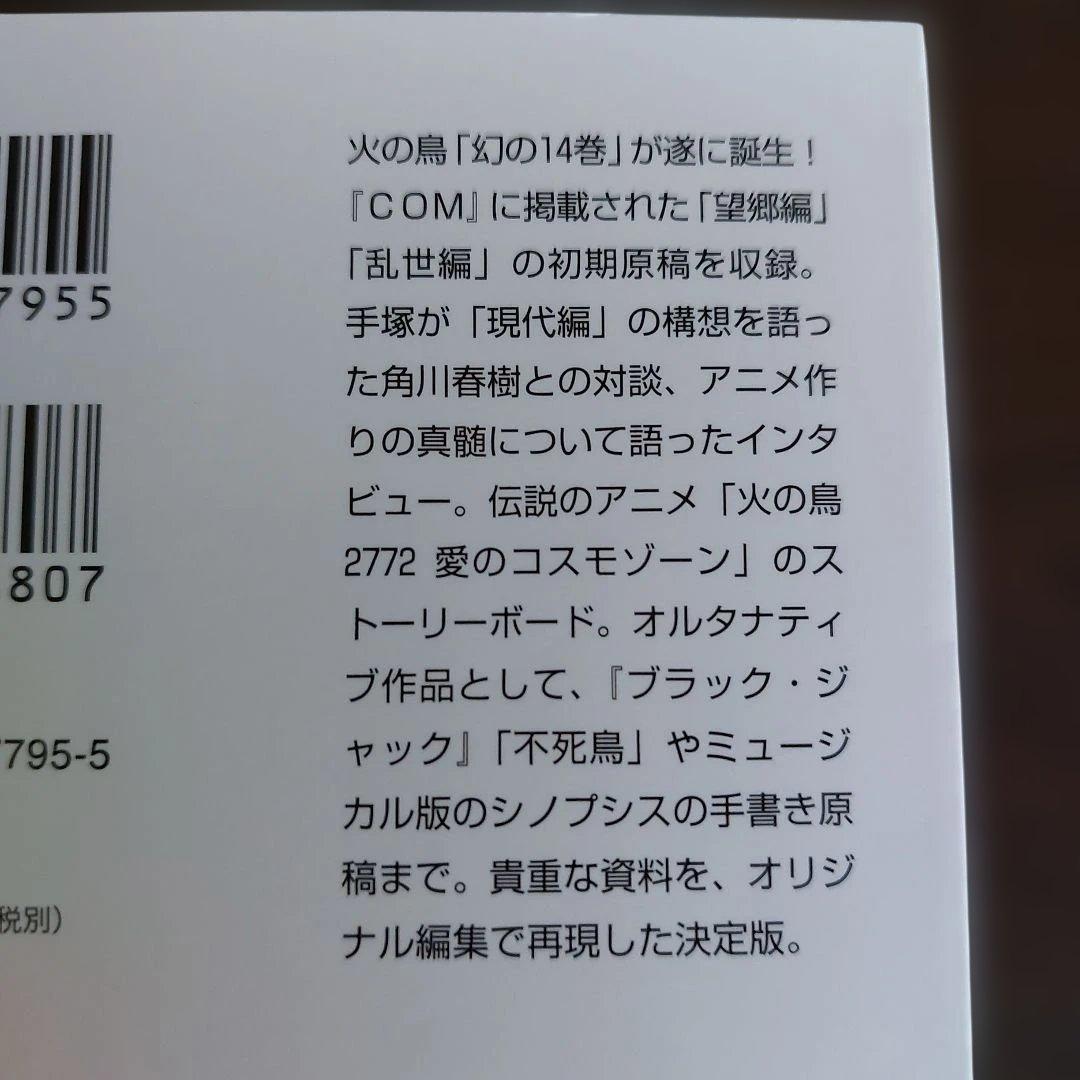 7955
807
795-5
税別)
火の鳥「幻の14巻」が遂に誕生！
『COM』に掲載された「望郷編」
「乱世編」の初期原稿を収録。
手塚が「現代編」の構想を語っ
た角川春樹との対談、アニメ作
りの真髄について語ったインタ
ビュー。伝説のアニメ「火の鳥
2772 愛のコスモゾーン」のス
トーリーボード。オルタナティ
ブ作品として、『ブラック・ジ
ャック』「不死鳥」やミュージ
カル版のシノプシスの手書き原
稿まで。貴重な資料を、オリジ
ナル編集で再現した決定版。